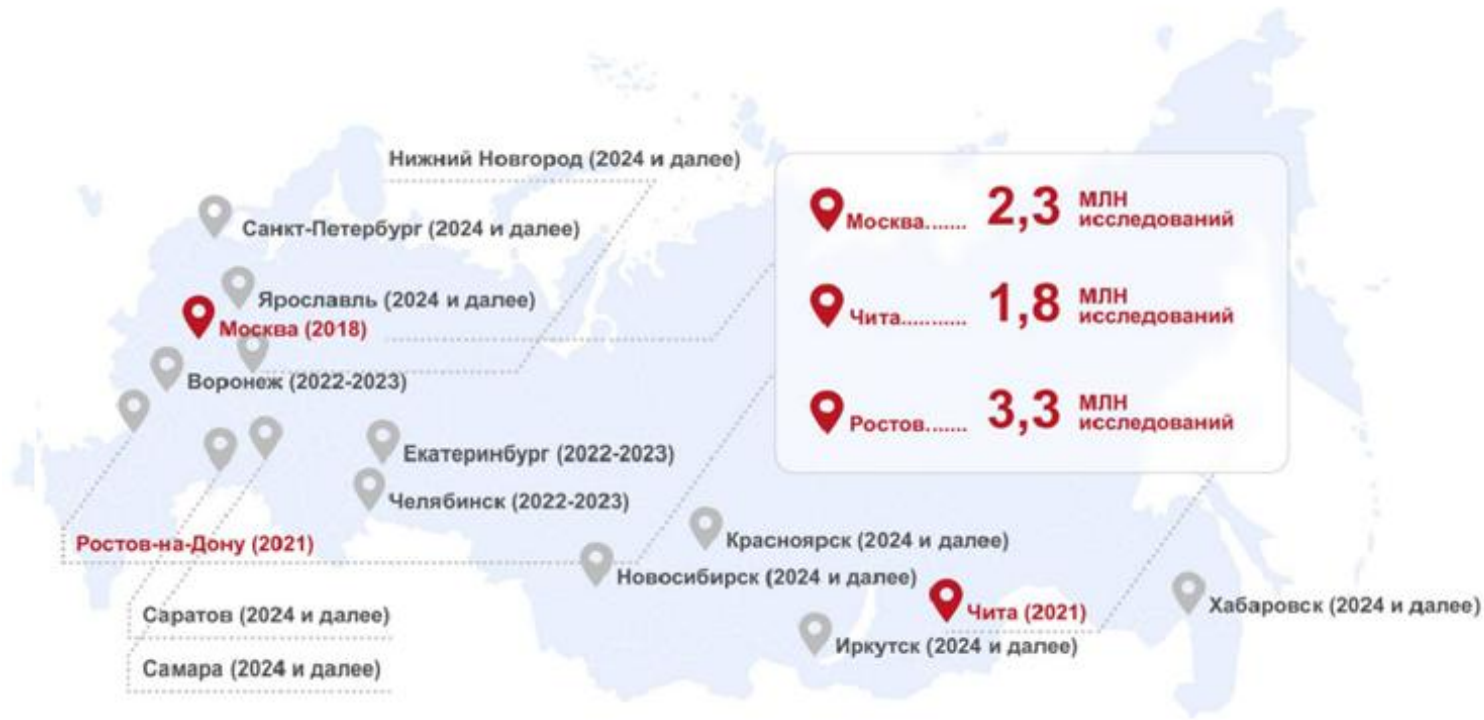 Нижний Новгород (2024 и далее)
Санкт-Петербург (2024 и далее)
Ярославль (2024 и далее)
Москва (2018)
Воронеж (2022-2023)
Екатеринбург (2022-2023)
Челябинск (2022-2023)
Ростов-на-Дону (2021)
Саратов (2024 и далее)
Самара (2024 и далее)
Красноярск (2024 и далее)
Новосибирск (2024 и далее)
Чита (2021)
Иркутск (2024 и далее)
Хабаровск (2024 и далее)
Москва....... 2,3 МЛН
исследований
Чита........... 1,8 МЛН
исследований
Ростов....... 3,3 МЛН
исследований